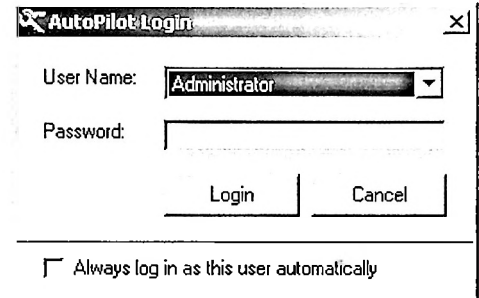 AutoPilot Login
User Name: Administrator
Password:
Login Cancel
Always log in as this user automatically